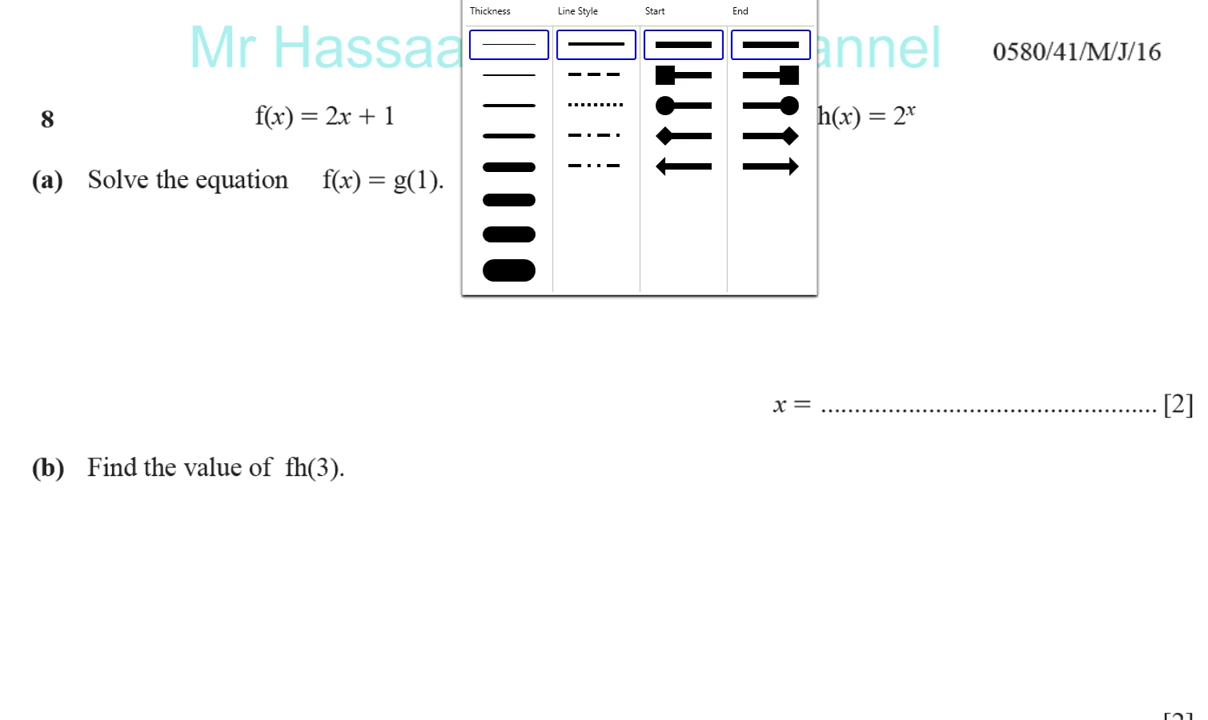 Thickness Line Style Start End
Mr Hassaa annel 0580/41/M/J/16
8 f(x) = 2x + 1 h(x) = 2^x
(a) Solve the equation f(x) = g(1).
x = .................................................. [2]
(b) Find the value of fh(3).